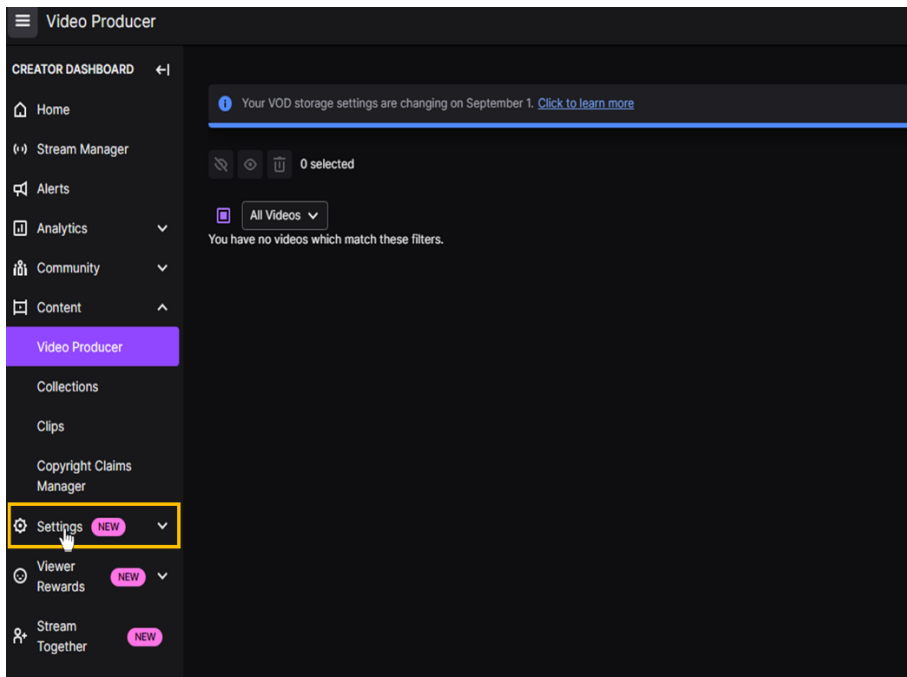 Video Producer
CREATOR DASHBOARD
Home
Stream Manager
Alerts
Analytics
Community
Content
Video Producer
Collections
Clips
Copyright Claims
Manager
Settings NEW
Viewer
Rewards NEW
Stream
Together NEW
Your VOD storage settings are changing on September 1. Click to learn more
0 selected
All Videos
You have no videos which match these filters.